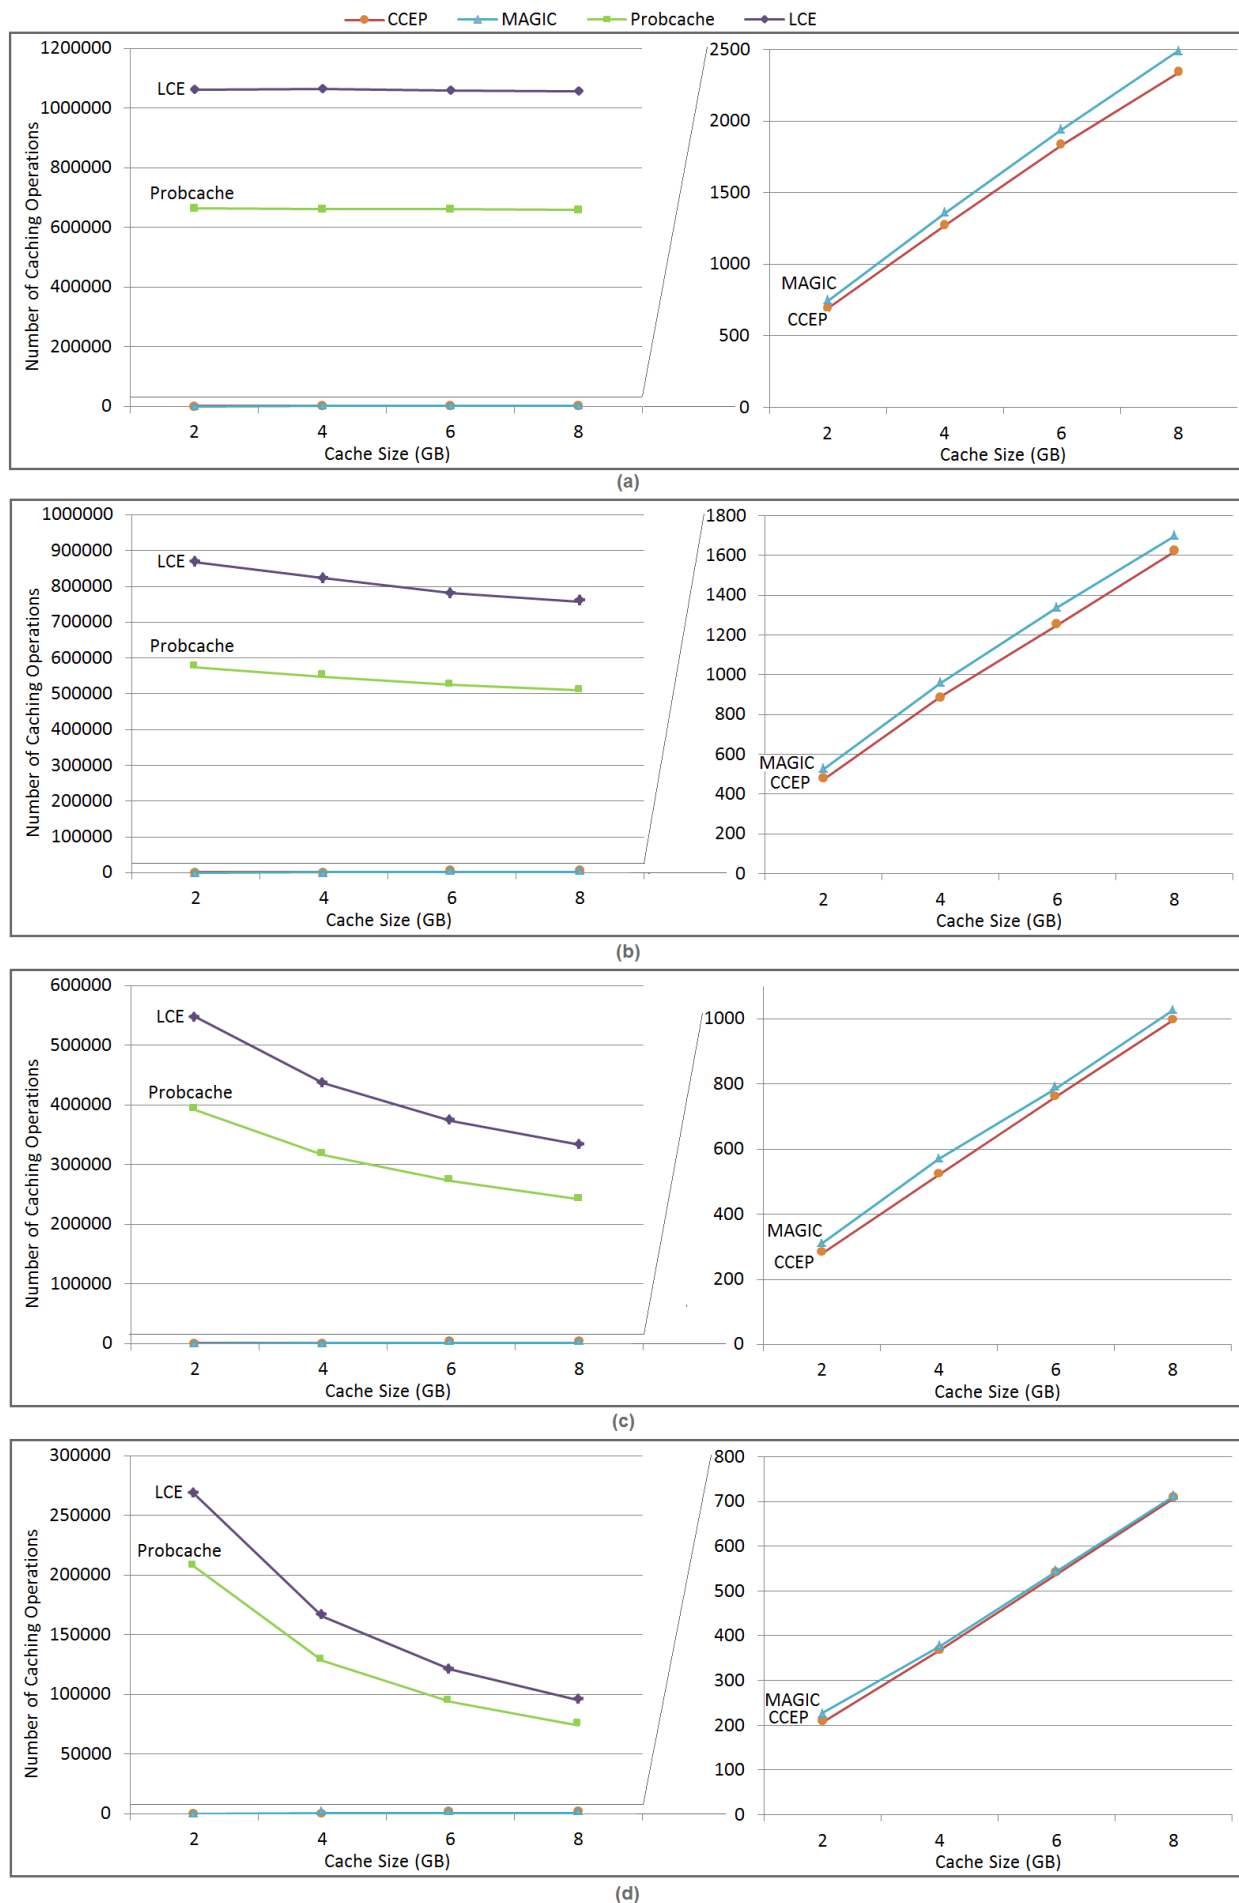 CCEP MAGIC Probcache LCE
Number of Caching Operations
1200000
1000000
800000
600000
400000
200000
0
LCE
Probcache
2 4 6 8
Cache Size (GB)
2500
2000
1500
1000
500
0
MAGIC
CCEP
2 4 6 8
Cache Size (GB)
(a)
Number of Caching Operations
1000000
900000
800000
700000
600000
500000
400000
300000
200000
100000
0
LCE
Probcache
2 4 6 8
Cache Size (GB)
1800
1600
1400
1200
1000
800
600
400
200
0
MAGIC
CCEP
2 4 6 8
Cache Size (GB)
(b)
Number of Caching Operations
600000
500000
400000
300000
200000
100000
0
LCE
Probcache
2 4 6 8
Cache Size (GB)
1000
800
600
400
200
0
MAGIC
CCEP
2 4 6 8
Cache Size (GB)
(c)
Number of Caching Operations
300000
250000
200000
150000
100000
50000
0
LCE
Probcache
2 4 6 8
Cache Size (GB)
800
700
600
500
400
300
200
100
0
MAGIC
CCEP
2 4 6 8
Cache Size (GB)
(d)